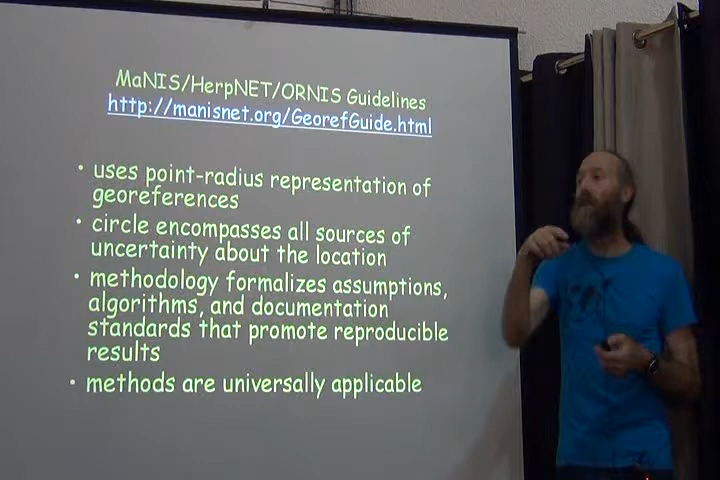 MaNIS/HerpNET/ORNIS Guidelines
http://manisnet.org/GeorefGuide.html
• uses point-radius representation of
georeferences
• circle encompasses all sources of
uncertainty about the location
• methodology formalizes assumptions,
algorithms, and documentation
standards that promote reproducible
results
• methods are universally applicable